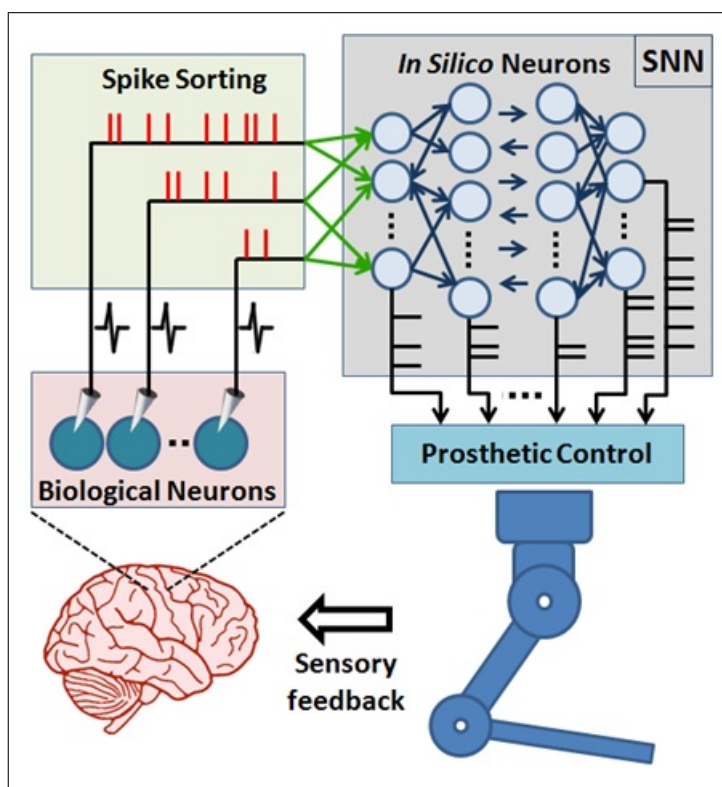 Spike Sorting
In Silico Neurons
SNN
Biological Neurons
Prosthetic Control
Sensory
feedback